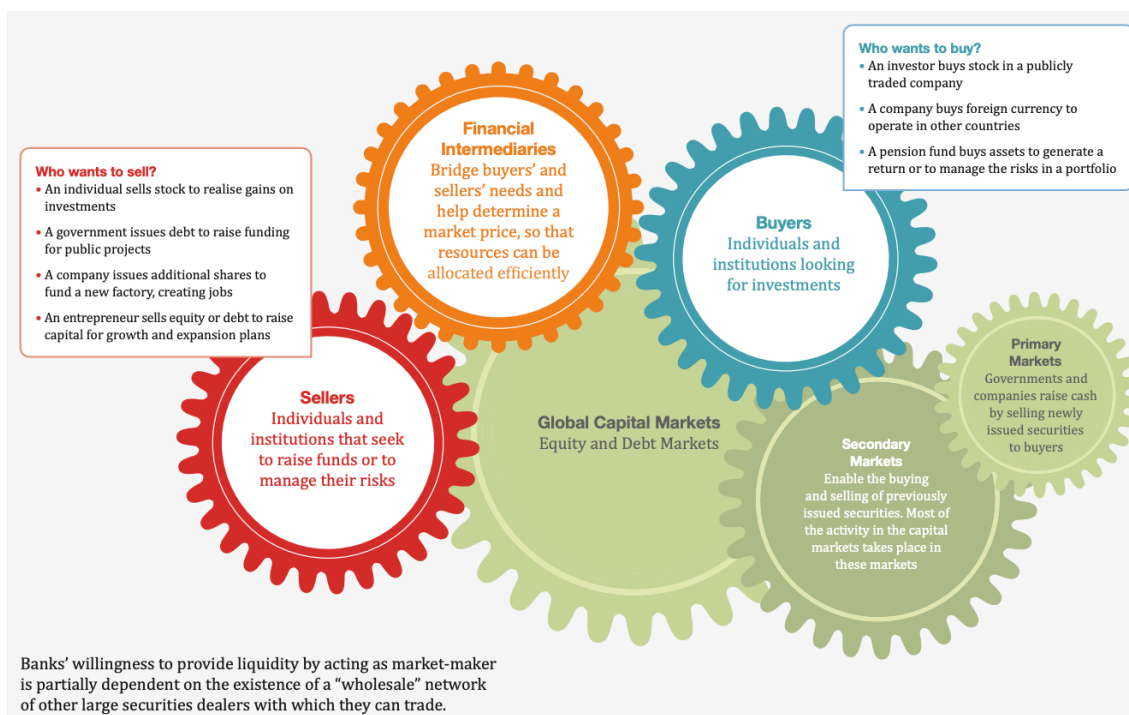 Who wants to buy?
• An investor buys stock in a publicly
traded company
• A company buys foreign currency to
operate in other countries
• A pension fund buys assets to generate a
return or to manage the risks in a portfolio
Financial
Intermediaries
Bridge buyers' and
sellers' needs and
help determine a
market price, so that
resources can be
allocated efficiently
Who wants to sell?
• An individual sells stock to realise gains on
investments
• A government issues debt to raise funding
for public projects
• A company issues additional shares to
fund a new factory, creating jobs
• An entrepreneur sells equity or debt to raise
capital for growth and expansion plans
Buyers
Individuals and
institutions looking
for investments
Primary
Markets
Governments and
companies raise cash
by selling newly
issued securities
to buyers
Sellers
Individuals and
institutions that seek
to raise funds or to
manage their risks
Global Capital Markets
Equity and Debt Markets
Secondary
Markets
Enable the buying
and selling of previously
issued securities. Most of
the activity in the capital
markets takes place in
these markets
Banks' willingness to provide liquidity by acting as market-maker
is partially dependent on the existence of a "wholesale" network
of other large securities dealers with which they can trade.